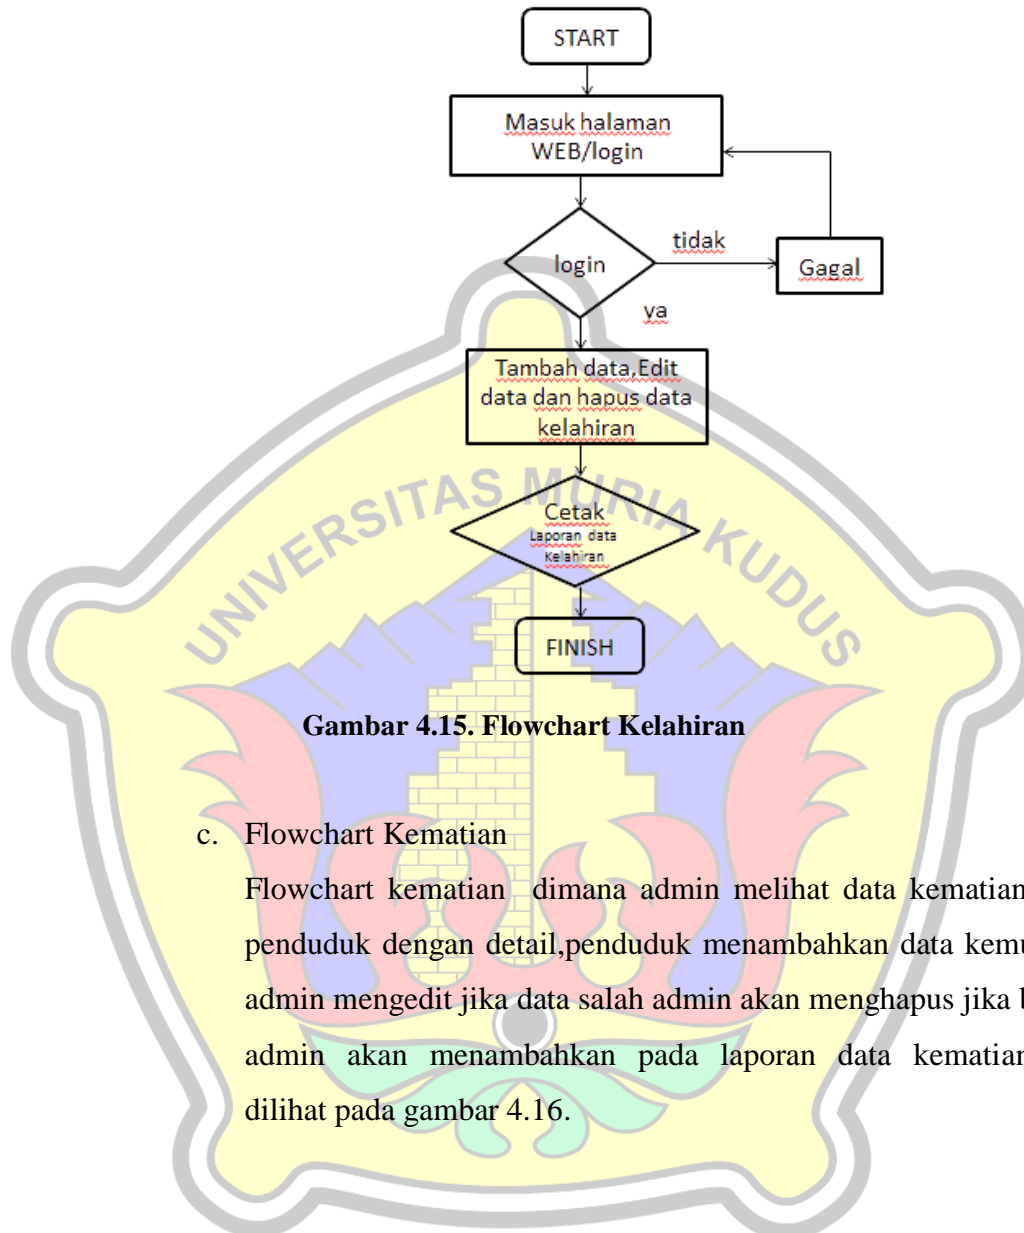 START
Masuk halaman
WEB/login
login
tidak
Gagal
ya
Tambah data,Edit
data dan hapus data
kelahiran
Cetak
Laporan data
Kelahiran
FINISH
UNIVERSITAS MURIA KUDUS
Gambar 4.15. Flowchart Kelahiran
c. Flowchart Kematian
Flowchart kematian dimana admin melihat data kematian
penduduk dengan detail,penduduk menambahkan data
admin mengedit jika data salah admin akan menghapus jika
admin akan menambahkan pada laporan data kematian
dilihat pada gambar 4.16.